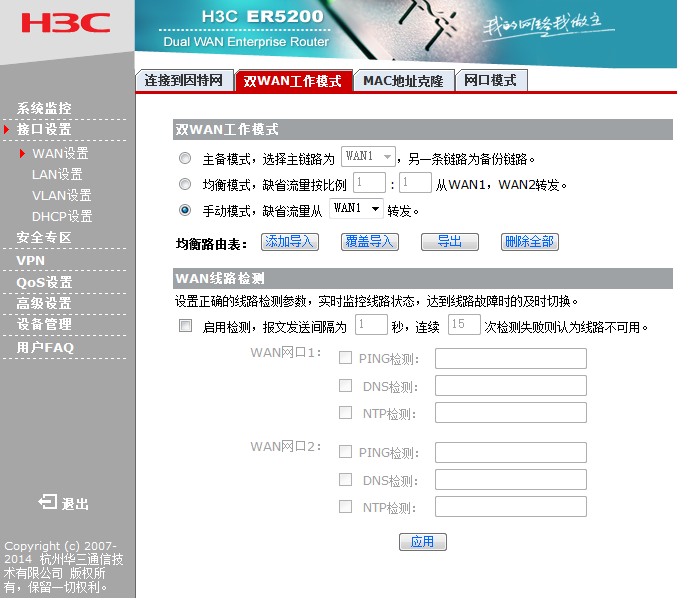 H3C
H3C ER5200
Dual WAN Enterprise Router
我的网络我做主
连接到因特网 双WAN工作模式 MAC地址克隆 网口模式
系统监控
接口设置
WAN设置
LAN设置
VLAN设置
DHCP设置
安全专区
VPN
QoS设置
高级设置
设备管理
用户FAQ
退出
Copyright (c) 2007-
2014 杭州华三通信技
术有限公司 版权所
有，保留一切权利。
双WAN工作模式
主备模式，选择主链路为 WAN1 ，另一条链路为备份链路。
均衡模式，缺省流量按比例 1 : 1 从WAN1，WAN2转发。
手动模式，缺省流量从 WAN1 转发。
均衡路由表： 添加导入 覆盖导入 导出 删除全部
WAN线路检测
设置正确的线路检测参数，实时监控线路状态，达到线路故障时的及时切换。
启用检测，报文发送间隔为 1 秒，连续 15 次检测失败则认为线路不可用。
WAN网口1： PING检测：
DNS检测：
NTP检测：
WAN网口2： PING检测：
DNS检测：
NTP检测：
应用